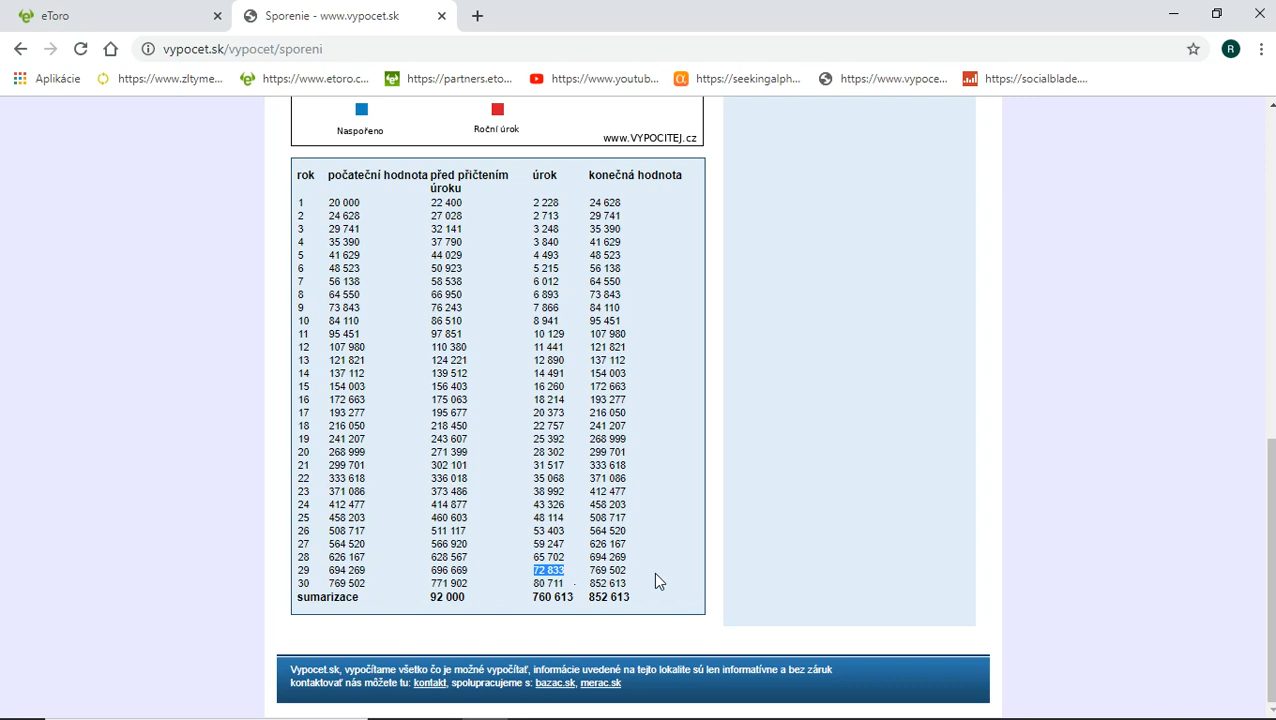 eToro
Sporenie - www.vypocet.sk
vypocet.sk/vypocet/sporeni
R
Aplikácie
https://www.zltyme...
https://www.etoro.c...
https://partners.eto...
https://www.youtub...
https://seekingalph...
https://www.vypoce...
https://socialblade....
Naspořeno
Roční úrok
www.VYPOCITEJ.cz
rok počateční hodnota před přičtením úrok konečná hodnota
úroku
1 20 000 22 400 2 228 24 628
2 24 628 27 028 2 713 29 741
3 29 741 32 141 3 248 35 390
4 35 390 37 790 3 840 41 629
5 41 629 44 029 4 493 48 523
6 48 523 50 923 5 215 56 138
7 56 138 58 538 6 012 64 550
8 64 550 66 950 6 893 73 843
9 73 843 76 243 7 866 84 110
10 84 110 86 510 8 941 95 451
11 95 451 97 851 10 129 107 980
12 107 980 110 380 11 441 121 821
13 121 821 124 221 12 890 137 112
14 137 112 139 512 14 491 154 003
15 154 003 156 403 16 260 172 663
16 172 663 175 063 18 214 193 277
17 193 277 195 677 20 373 216 050
18 216 050 218 450 22 757 241 207
19 241 207 243 607 25 392 268 999
20 268 999 271 399 28 302 299 701
21 299 701 302 101 31 517 333 618
22 333 618 336 018 35 068 371 086
23 371 086 373 486 38 992 412 477
24 412 477 414 877 43 326 458 203
25 458 203 460 603 48 114 508 717
26 508 717 511 117 53 403 564 520
27 564 520 566 920 59 247 626 167
28 626 167 628 567 65 702 694 269
29 694 269 696 669 72 833 769 502
30 769 502 771 902 80 711 852 613
sumarizace 92 000 760 613 852 613
Vypocet.sk, vypočítame všetko čo je možné vypočítať, informácie uvedené na tejto lokalite sú len informatívne a bez záruk
kontaktovať nás môžete tu: kontakt, spolupracujeme s: bazac.sk, merac.sk